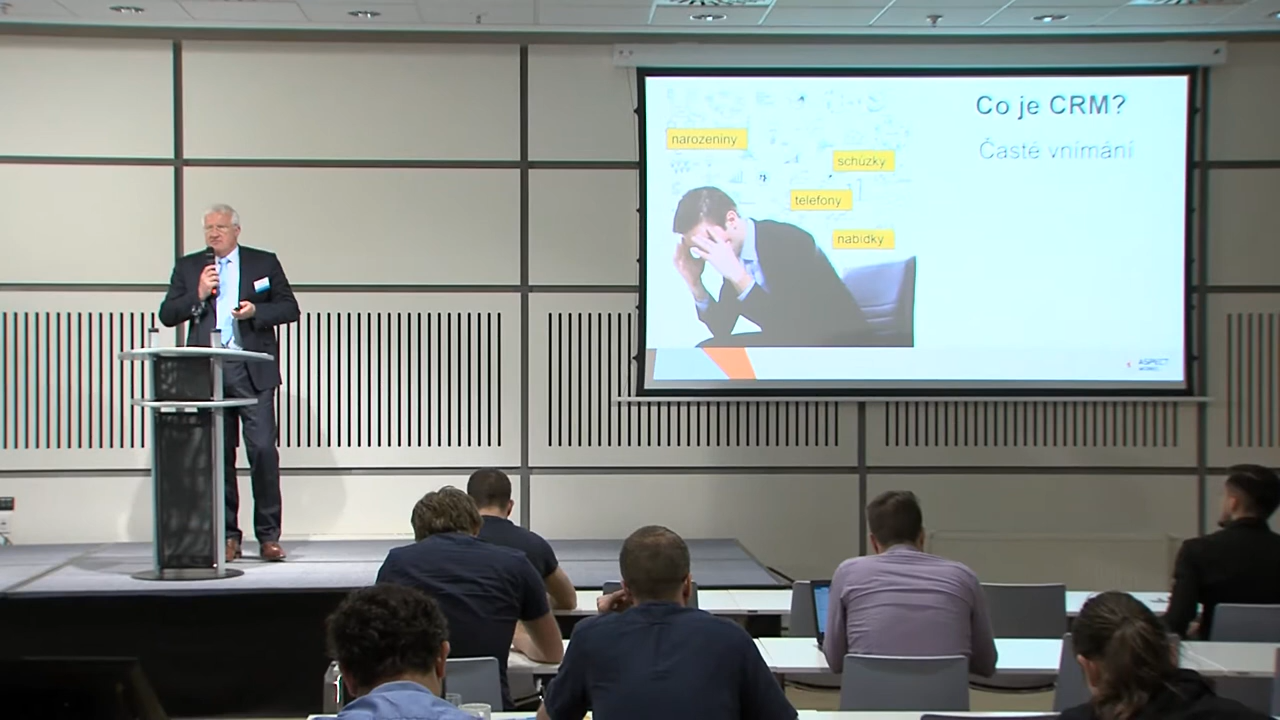 Co je CRM?
Časté vnímání
narozeniny
schůzky
telefony
nabídky
ASPECT